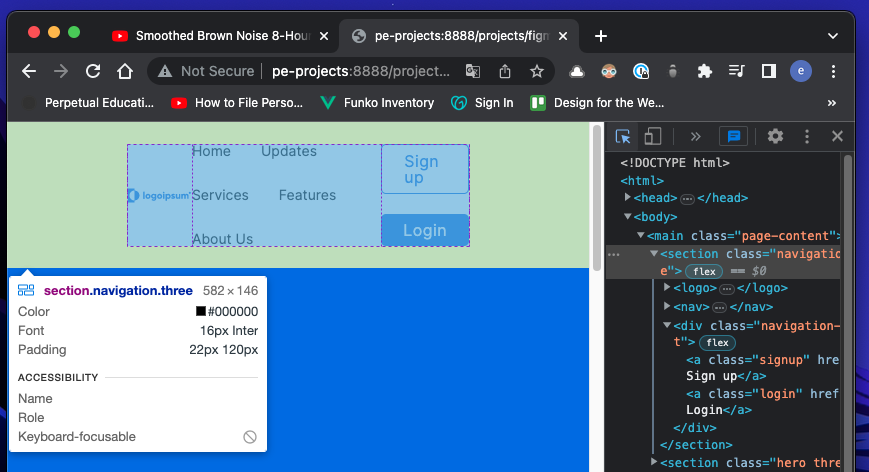 Smoothed Brown Noise 8-Hour
pe-projects:8888/projects/figm
Not Secure
pe-projects:8888/project...
e
Perpetual Educati...
How to File Perso...
Funko Inventory
Sign In
Design for the We...
»
Home
Updates
Sign up
logoipsum
Services
Features
Login
About Us
section.navigation.three
582 × 146
Color
#000000
Font
16px Inter
Padding
22px 120px
ACCESSIBILITY
Name
Role
Keyboard-focusable
»
<!DOCTYPE html>
<html>
<head>…</head>
<body>
<main class="page-content">
… <section class="navigatio
e"> flex == $0
<logo>…</logo>
<nav>…</nav>
<div class="navigation-
t"> flex
<a class="signup" href
Sign up</a>
<a class="login" href
Login</a>
</div>
</section>
<section class="hero thre